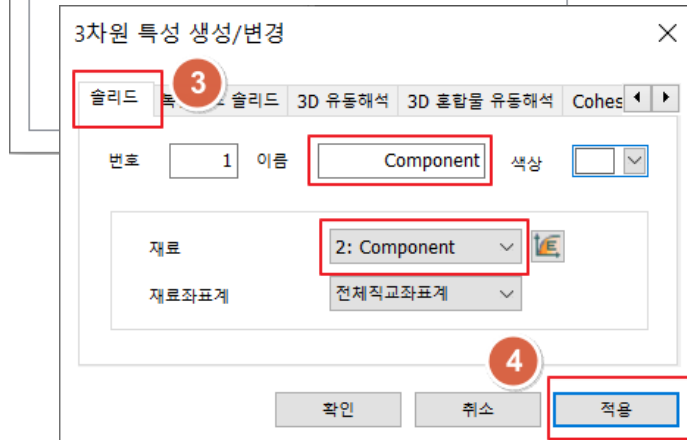 3차원 특성 생성/변경
3
솔리드 솔리드 3D 유동해석 3D 혼합물 유동해석 Cohes
번호 1 이름 Component 색상
재료 2: Component
재료좌표계 전체직교좌표계
4
확인 취소 적용